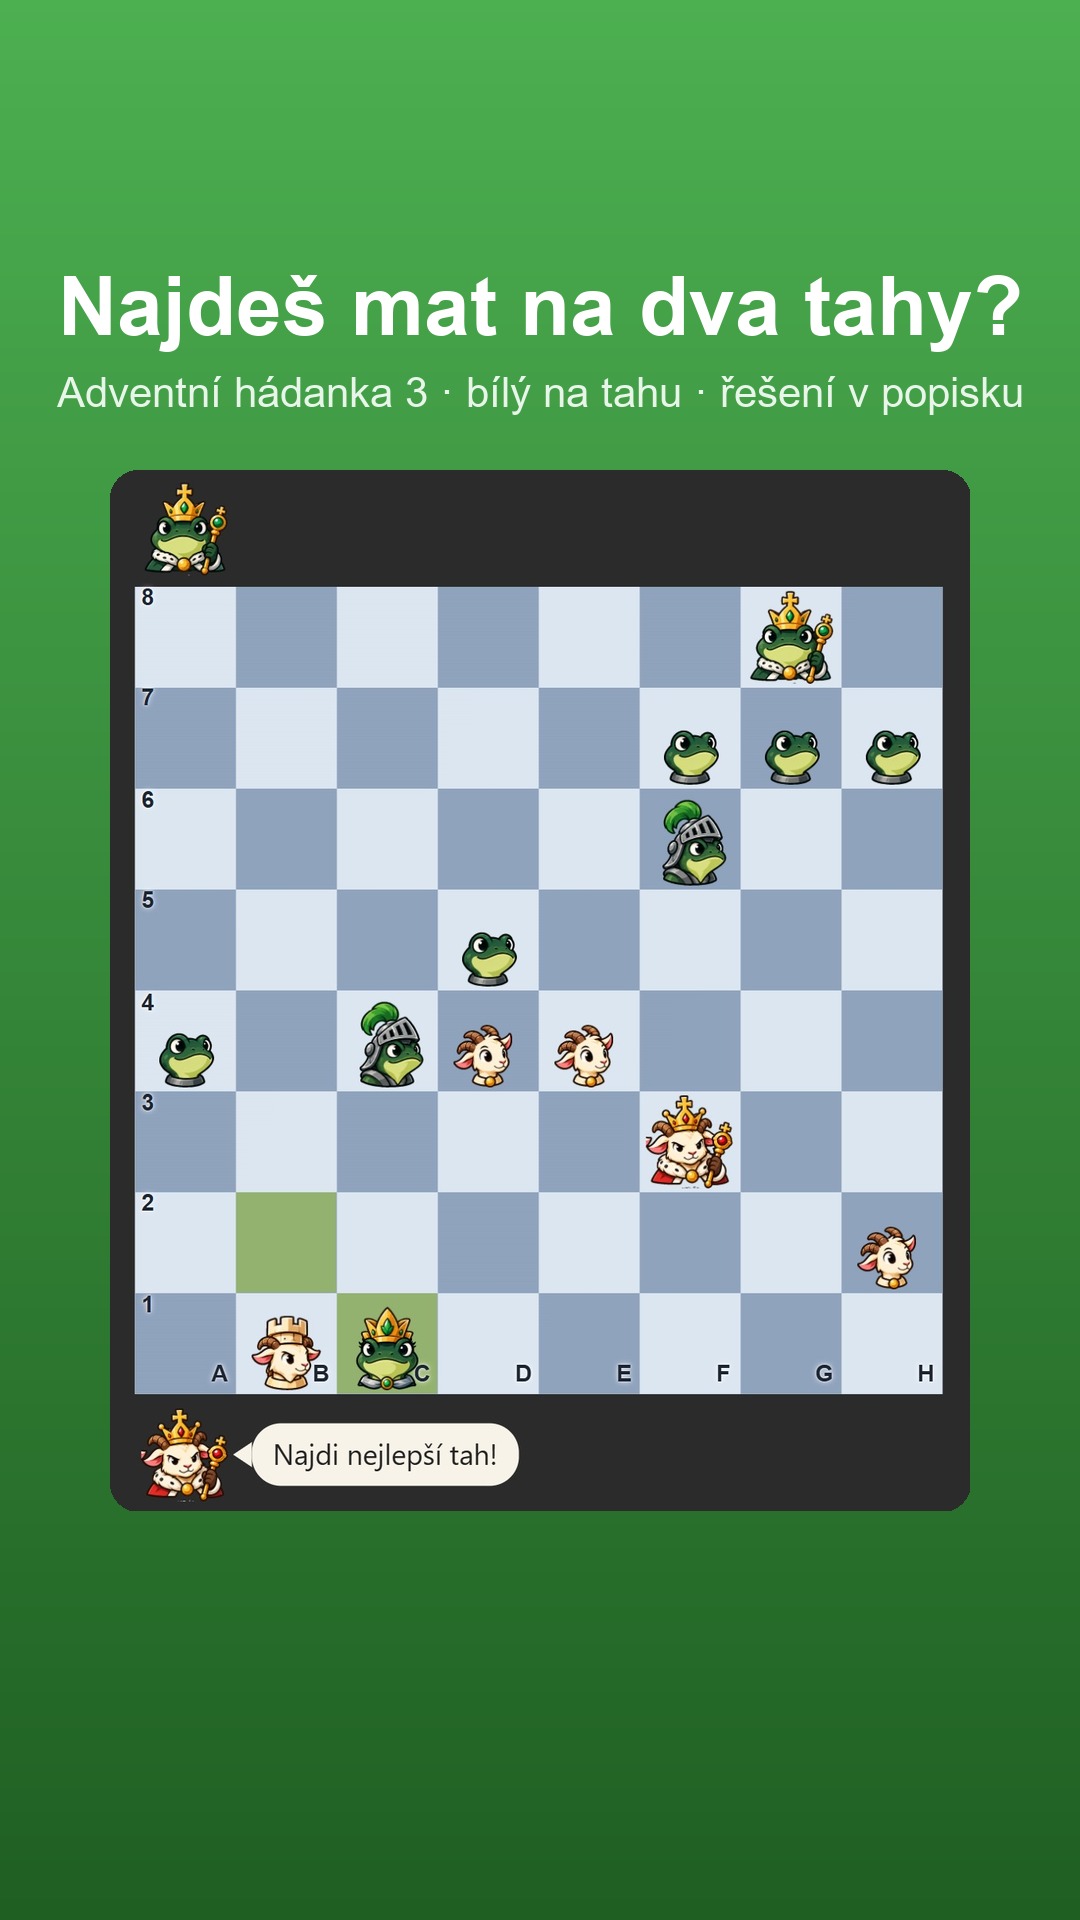 Najdeš mat na dva tahy?
Adventní hádanka 3 · bílý na tahu · řešení v popisku
8
7
6
5
4
3
2
1
A B C D E F G H
Najdi nejlepší tah!